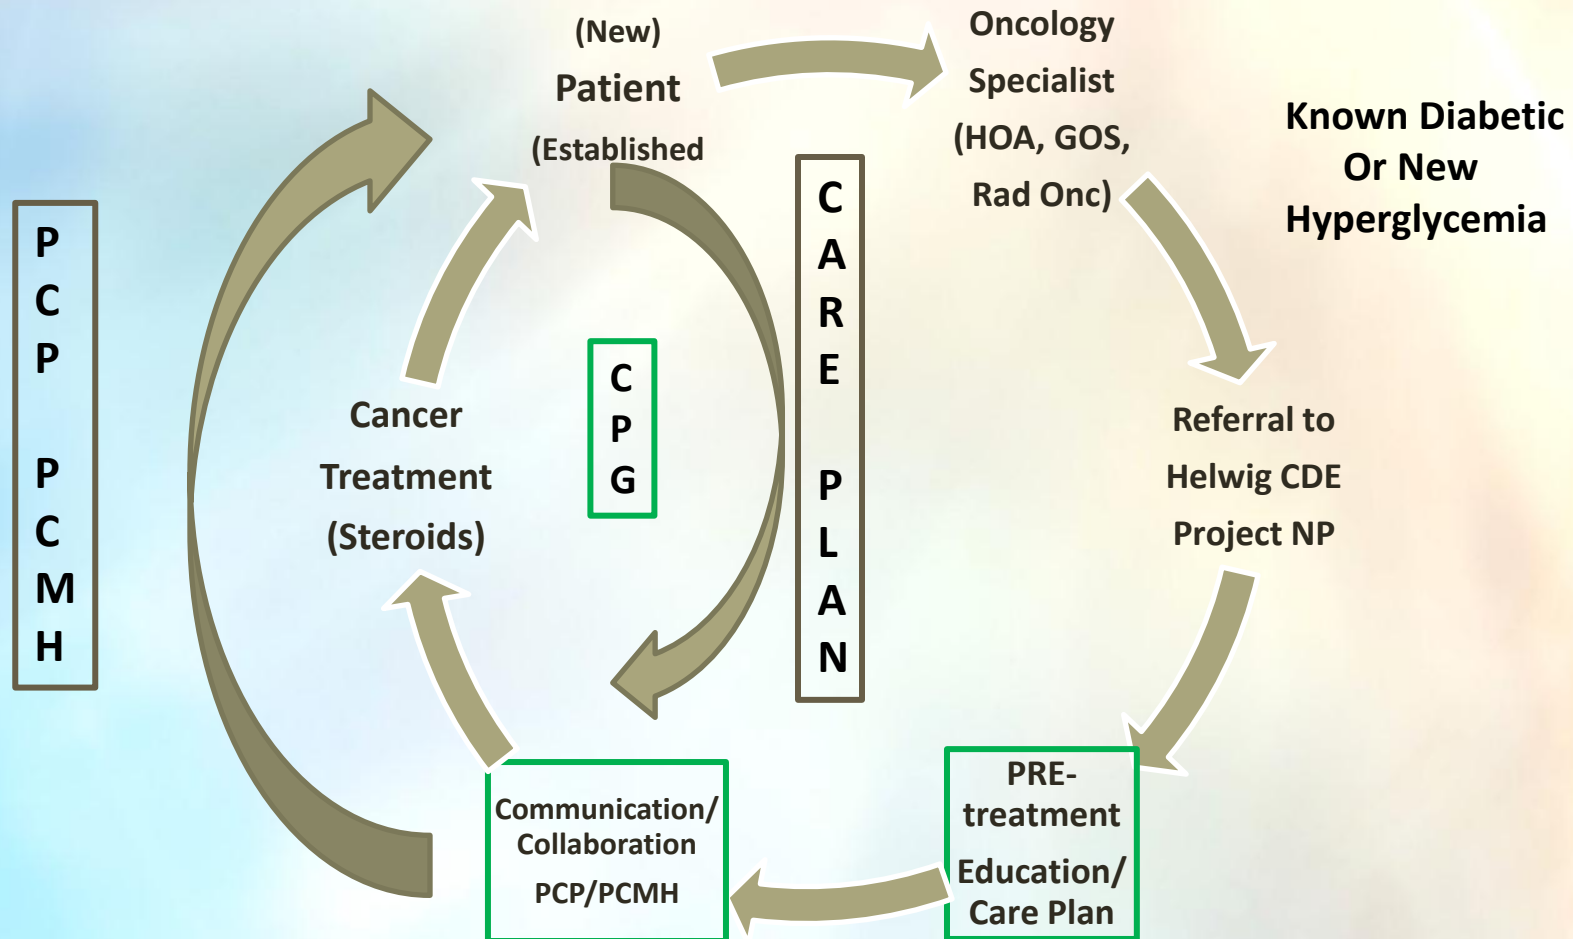 (New)
Patient
(Established
Oncology
Specialist
(HOA, GOS,
Rad Onc)
Known Diabetic
Or New
Hyperglycemia
Referral to
Helwig CDE
Project NP
PRE-
treatment
Education/
Care Plan
Communication/
Collaboration
PCP/PCMH
Cancer
Treatment
(Steroids)
P
C
P
P
C
M
H
C
P
G
C
A
R
E
P
L
A
N